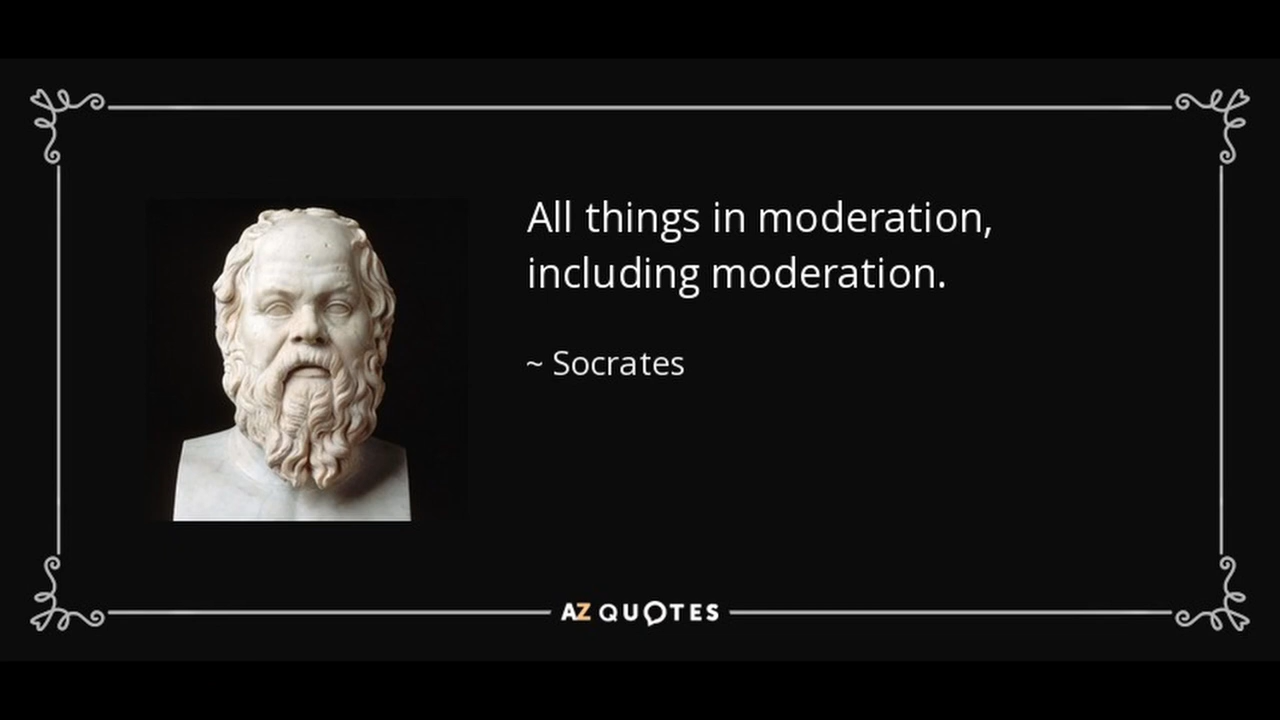 All things in moderation,
including moderation.
~ Socrates
AZ QUOTES